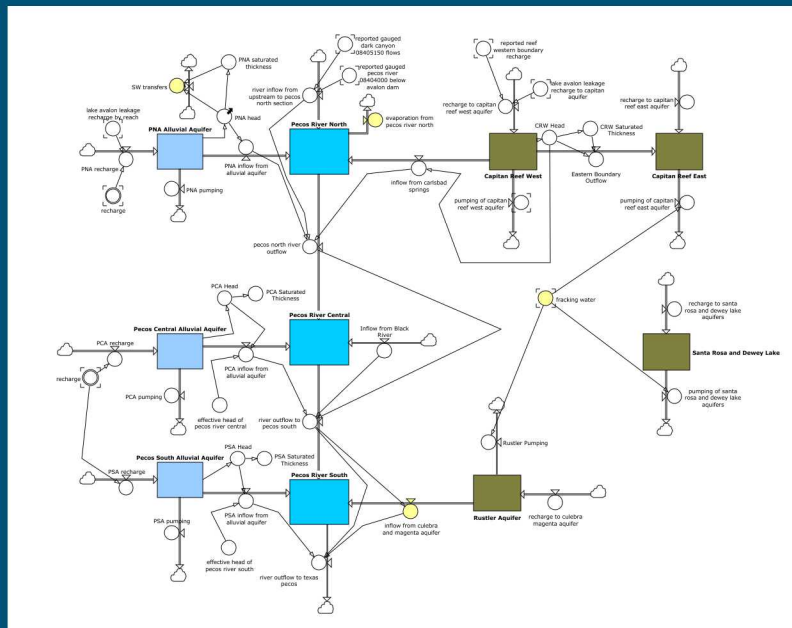 reported gauged
dark canyon
08405150 flows
reported gauged
pecos river
08404000 below
avalon dam
PNA saturated
thickness
SW transfers
river inflow from
upstream to pecos
north section
lake avalon leakage
recharge by reach
PNA head
evaporation from
pecos river north
PNA Alluvial Aquifer
Pecos River North
PNA recharge
PNA inflow from
alluvial aquifer
PNA pumping
recharge
reported reef
western boundary
recharge
lake avalon leakage
recharge to capitan
aquifer
recharge to capitan
reef west aquifer
CRW Head
CRW Saturated
Thickness
recharge to capitan
reef east aquifer
Capitan Reef West
Eastern Boundary
Outflow
Capitan Reef East
inflow from carlsbad
springs
pumping of capitan
reef west aquifer
pumping of capitan
reef east aquifer
pecos north river
outflow
PCA Head
PCA Saturated
Thickness
fracking water
recharge to santa
rosa and dewey lake
aquifers
Pecos Central Alluvial Aquifer
Pecos River Central
Inflow from Black
River
Santa Rosa and Dewey Lake
PCA recharge
PCA inflow from
alluvial aquifer
recharge
PCA pumping
effective head of
pecos river central
river outflow to
pecos south
pumping of santa
rosa and dewey lake
aquifers
Rustler Pumping
PSA Head
PSA Saturated
Thickness
Pecos South Alluvial Aquifer
Pecos River South
PSA recharge
PSA inflow from
alluvial aquifer
inflow from culebra
and magenta aquifer
Rustler Aquifer
recharge to culebra
magenta aquifer
PSA pumping
effective head of
pecos river south
river outflow to texas
pecos